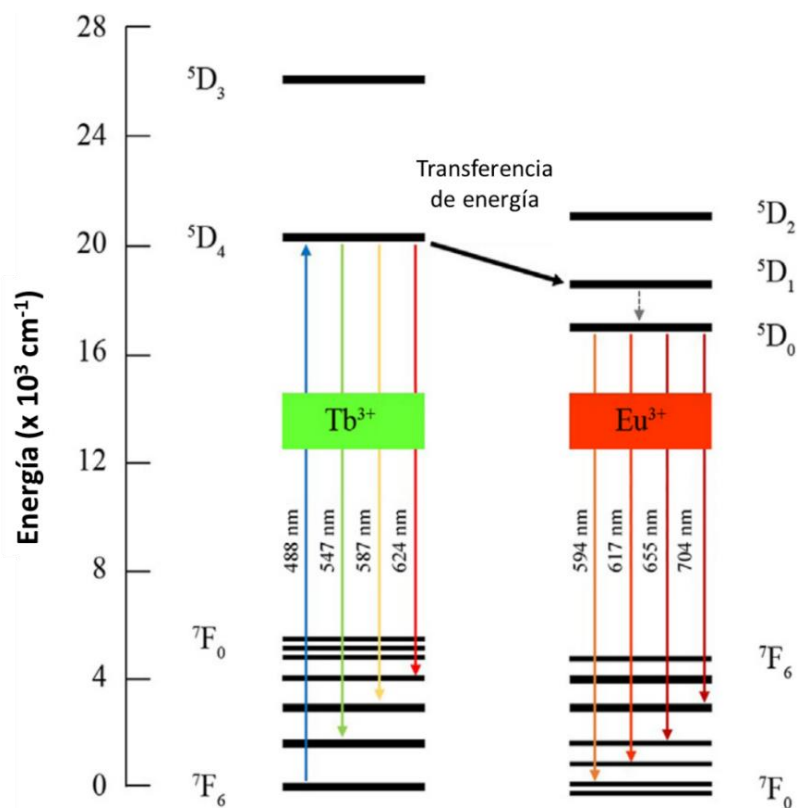 28
24
20
16
12
8
4
0
Energía (x 10³ cm⁻¹)
⁵D₃
⁵D₄
⁷F₀
⁷F₆
Transferencia
de energía
Tb³⁺
488 nm
547 nm
587 nm
624 nm
Eu³⁺
594 nm
617 nm
655 nm
704 nm
⁵D₂
⁵D₁
⁵D₀
⁷F₆
⁷F₀